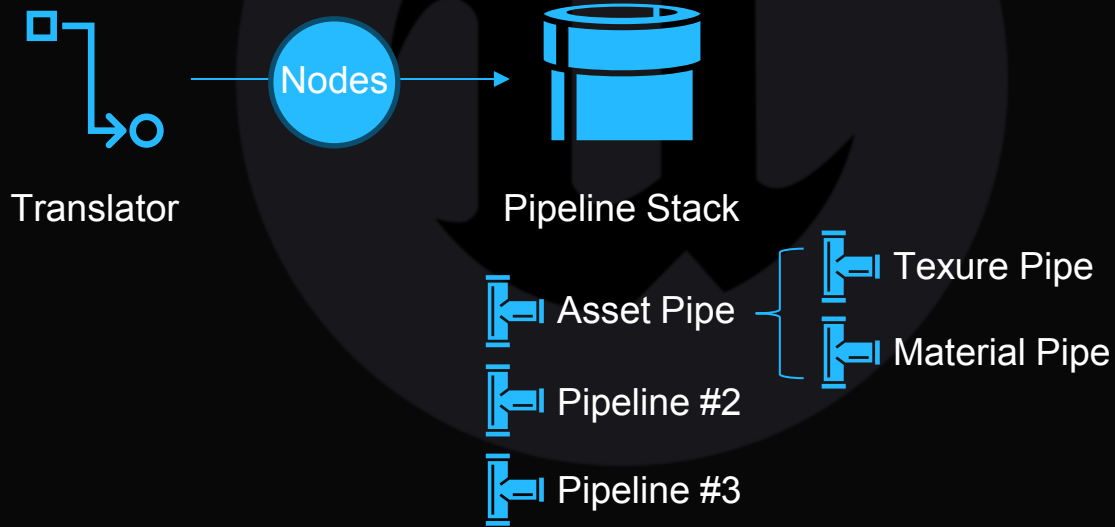 Nodes
Translator
Pipeline Stack
Asset Pipe
Texure Pipe
Material Pipe
Pipeline #2
Pipeline #3